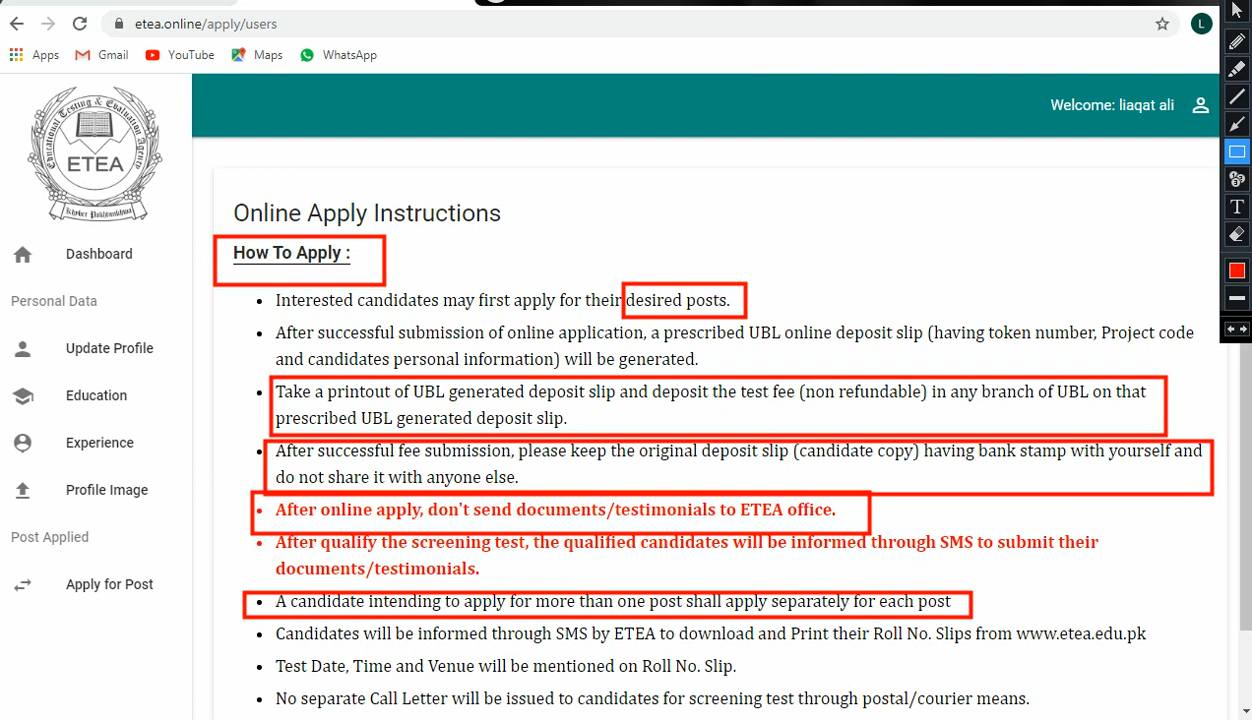 etea.online/apply/users
L
Apps Gmail YouTube Maps WhatsApp
Educational Testing & Evaluation Agency
ETEA
Khyber Pakhtunkhwa
Welcome: liaqat ali
Dashboard
Personal Data
Update Profile
Education
Experience
Profile Image
Post Applied
Apply for Post
Online Apply Instructions
How To Apply :
• Interested candidates may first apply for their desired posts.
• After successful submission of online application, a prescribed UBL online deposit slip (having token number, Project code
and candidates personal information) will be generated.
• Take a printout of UBL generated deposit slip and deposit the test fee (non refundable) in any branch of UBL on that
prescribed UBL generated deposit slip.
• After successful fee submission, please keep the original deposit slip (candidate copy) having bank stamp with yourself and
do not share it with anyone else.
• After online apply, don't send documents/testimonials to ETEA office.
• After qualify the screening test, the qualified candidates will be informed through SMS to submit their
documents/testimonials.
• A candidate intending to apply for more than one post shall apply separately for each post
• Candidates will be informed through SMS by ETEA to download and Print their Roll No. Slips from www.etea.edu.pk
• Test Date, Time and Venue will be mentioned on Roll No. Slip.
• No separate Call Letter will be issued to candidates for screening test through postal/courier means.
T